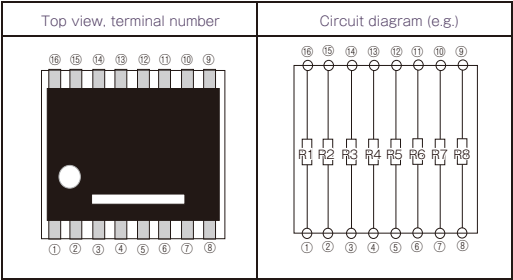 Top view, terminal number
Circuit diagram (e.g.)
⑯ ⑮ ⑭ ⑬ ⑫ ⑪ ⑩ ⑨
① ② ③ ④ ⑤ ⑥ ⑦ ⑧
⑯ ⑮ ⑭ ⑬ ⑫ ⑪ ⑩ ⑨
R1 R2 R3 R4 R5 R6 R7 R8
① ② ③ ④ ⑤ ⑥ ⑦ ⑧